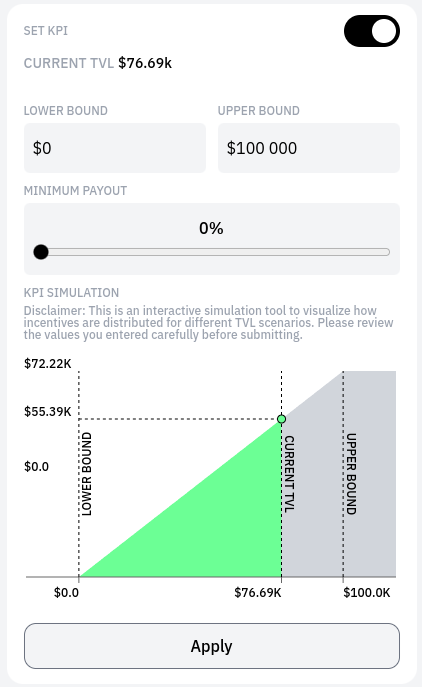 SET KPI
CURRENT TVL $76.69k
LOWER BOUND
UPPER BOUND
$0
$100 000
MINIMUM PAYOUT
0%
KPI SIMULATION
Disclaimer: This is an interactive simulation tool to visualize how
incentives are distributed for different TVL scenarios. Please review
the values you entered carefully before submitting.
$72.22K
$55.39K
$0.0
LOWER BOUND
CURRENT TVL
UPPER BOUND
$0.0
$76.69K
$100.0K
Apply